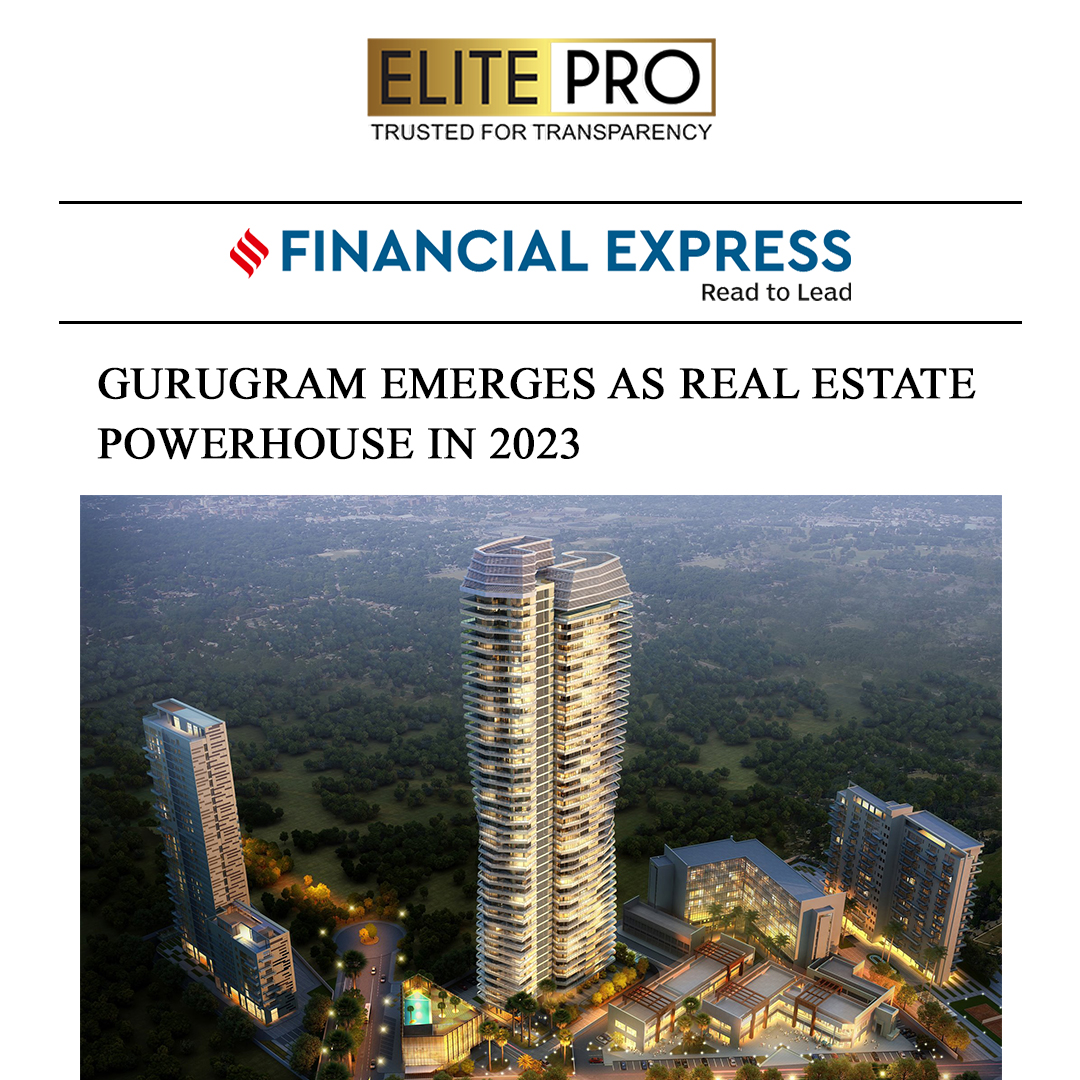 ELITE PRO
TRUSTED FOR TRANSPARENCY
FINANCIAL EXPRESS
Read to Lead
GURUGRAM EMERGES AS REAL ESTATE
POWERHOUSE IN 2023